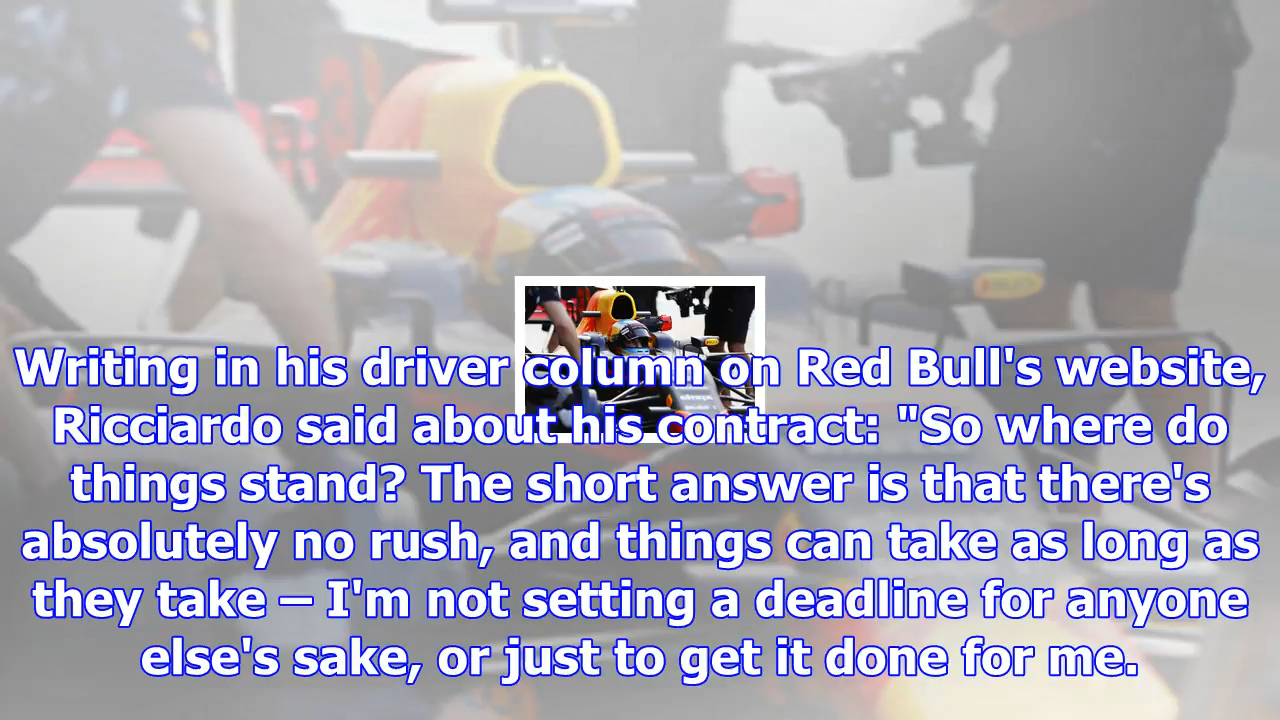 Writing in his driver column on Red Bull's website,
Ricciardo said about his contract: "So where do
things stand? The short answer is that there's
absolutely no rush, and things can take as long as
they take – I'm not setting a deadline for anyone
else's sake, or just to get it done for me.